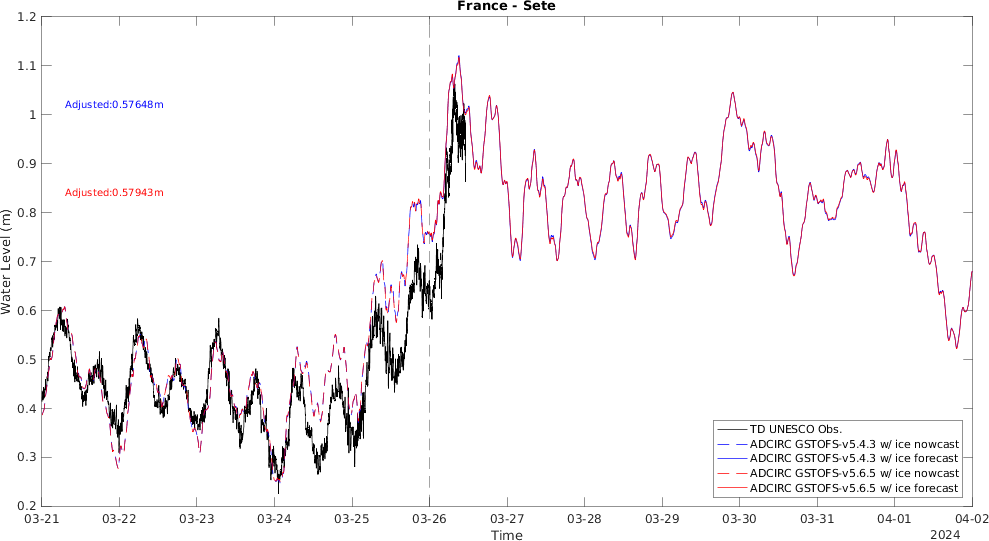 France - Sete
1.2
1.1
1
0.9
0.8
0.7
0.6
0.5
0.4
0.3
0.2
Water Level (m)
Adjusted:0.57648m
Adjusted:0.57943m
TD UNESCO Obs.
ADCIRC GSTOFS-v5.4.3 w/ ice nowcast
ADCIRC GSTOFS-v5.4.3 w/ ice forecast
ADCIRC GSTOFS-v5.6.5 w/ ice nowcast
ADCIRC GSTOFS-v5.6.5 w/ ice forecast
03-21 03-22 03-23 03-24 03-25 03-26 03-27 03-28 03-29 03-30 03-31 04-01 04-02
Time
2024